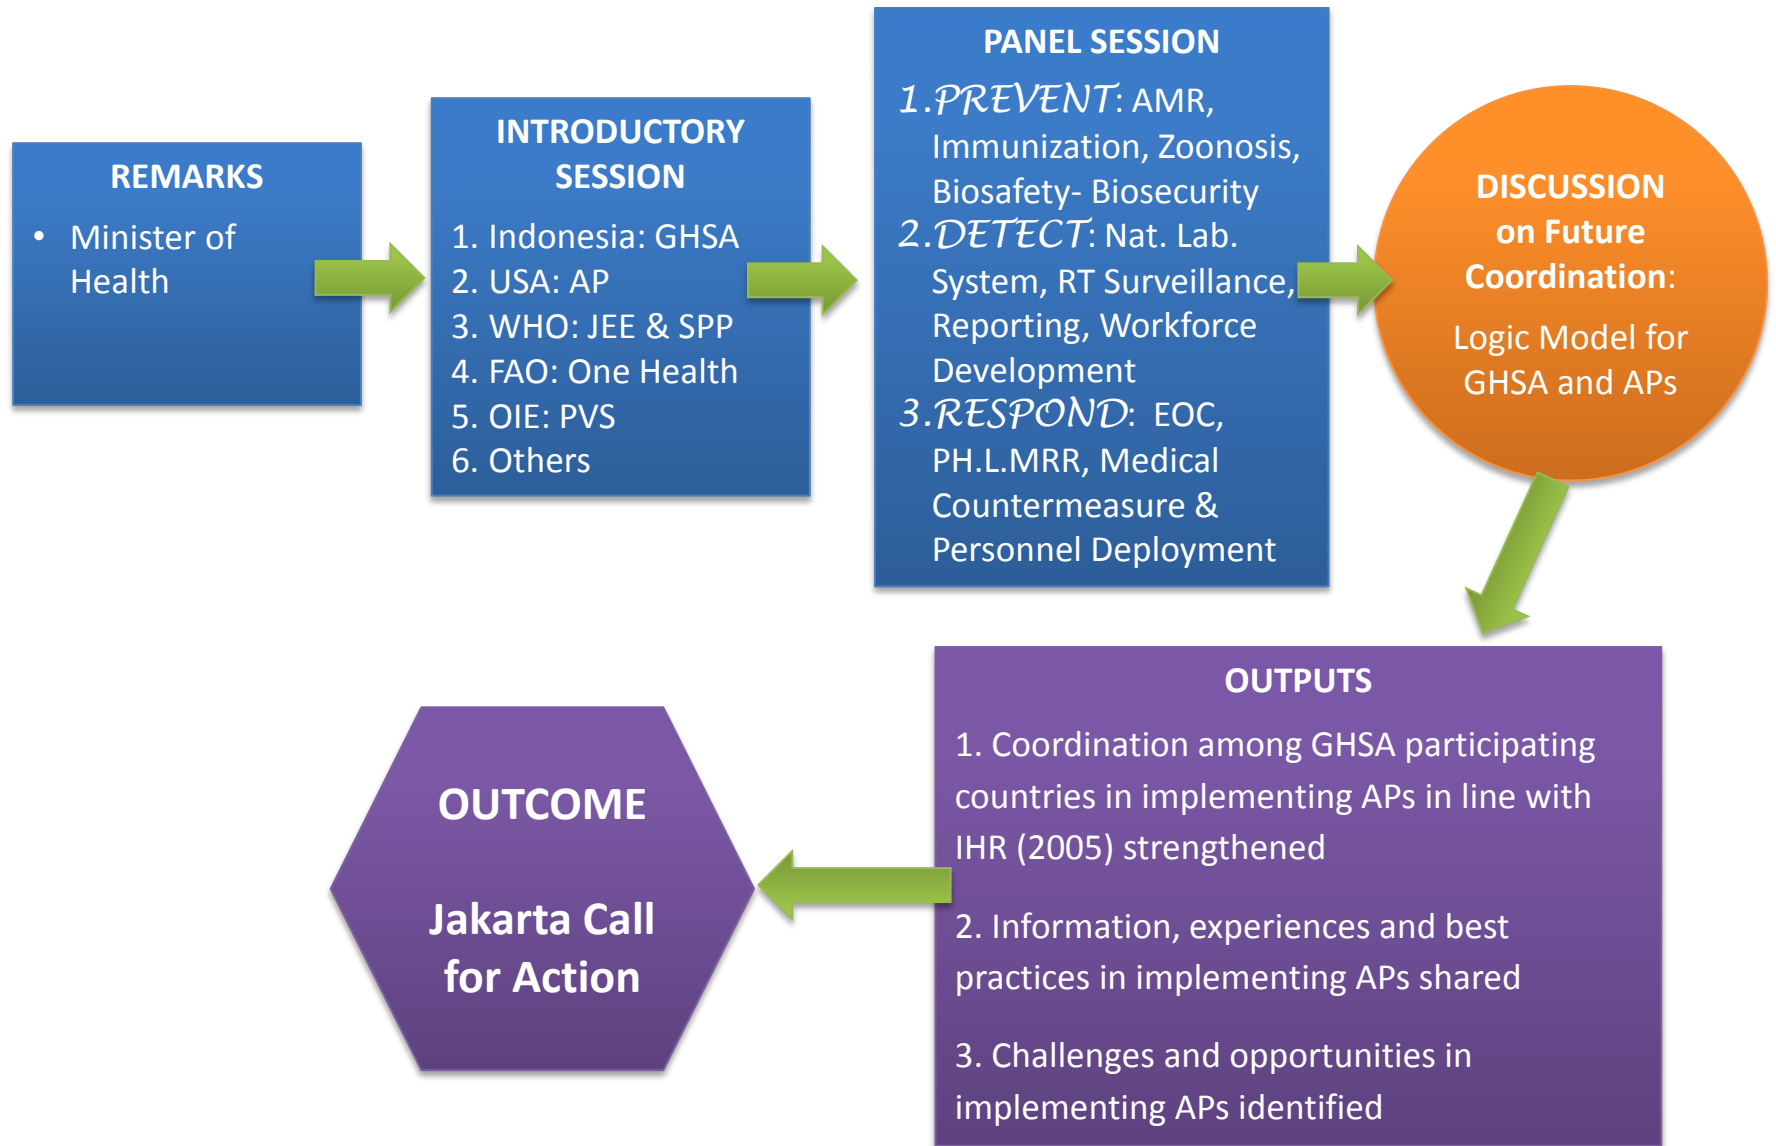 REMARKS
• Minister of
Health
INTRODUCTORY
SESSION
1. Indonesia: GHSA
2. USA: AP
3. WHO: JEE & SPP
4. FAO: One Health
5. OIE: PVS
6. Others
PANEL SESSION
1.PREVENT: AMR,
Immunization, Zoonosis,
Biosafety- Biosecurity
2.DETECT: Nat. Lab.
System, RT Surveillance,
Reporting, Workforce
Development
3.RESPOND: EOC,
PH.L.MRR, Medical
Countermeasure &
Personnel Deployment
DISCUSSION
on Future
Coordination:
Logic Model for
GHSA and APs
OUTPUTS
1. Coordination among GHSA participating
countries in implementing APs in line with
IHR (2005) strengthened
2. Information, experiences and best
practices in implementing APs shared
3. Challenges and opportunities in
implementing APs identified
OUTCOME
Jakarta Call
for Action